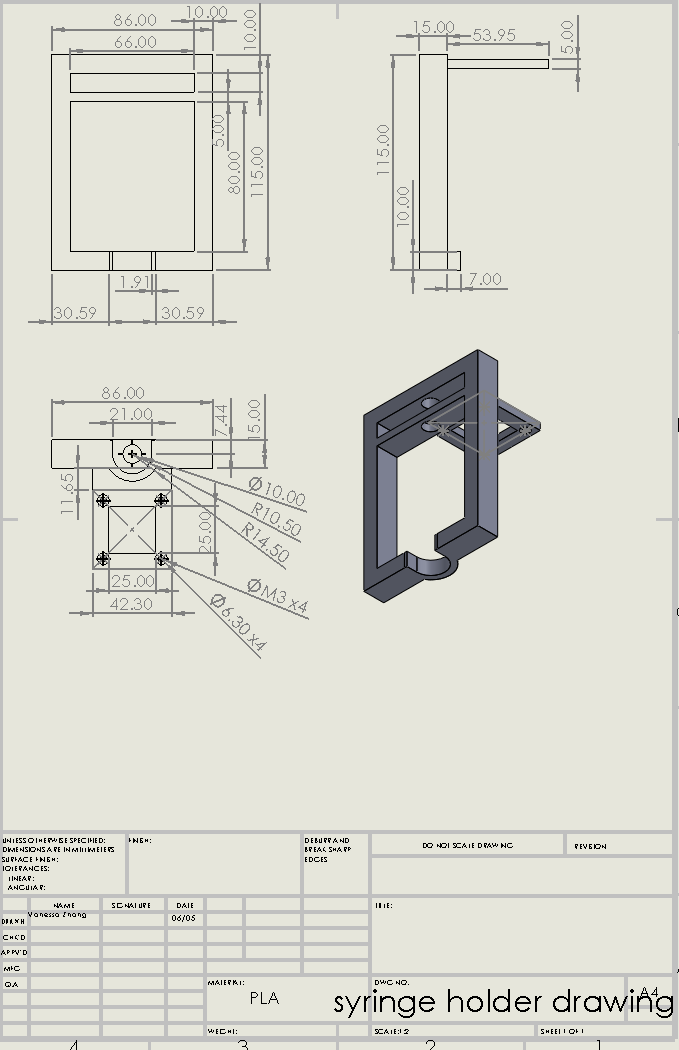 86.00
10.00
66.00
10.00
5.00
80.00
115.00
1.91
30.59
30.59
15.00
53.95
5.00
115.00
10.00
7.00
86.00
21.00
7.44
15.00
11.65
Ø10.00
R10.50
R14.50
25.00
25.00
42.30
ØM3 x4
Ø6.30 x4
UNLESS OTHERWISE SPECIFIED:
DIMENSIONS ARE IN MILLIMETERS
SURFACE FINISH:
TOLERANCES:
LINEAR:
ANGULAR:
FINISH:
DEBURR AND
BREAK SHARP
EDGES
DO NOT SCALE DRAWING
REVISION
NAME
SIGNATURE
DATE
TITLE:
DRAWN
Vanessa Zhang
06/05
CHK'D
APPV'D
MFG
Q.A
MATERIAL:
PLA
DWG NO.
syringe holder drawing
A4
WEIGHT:
SCALE:1:2
SHEET 1 OF 1
4
3
2
1